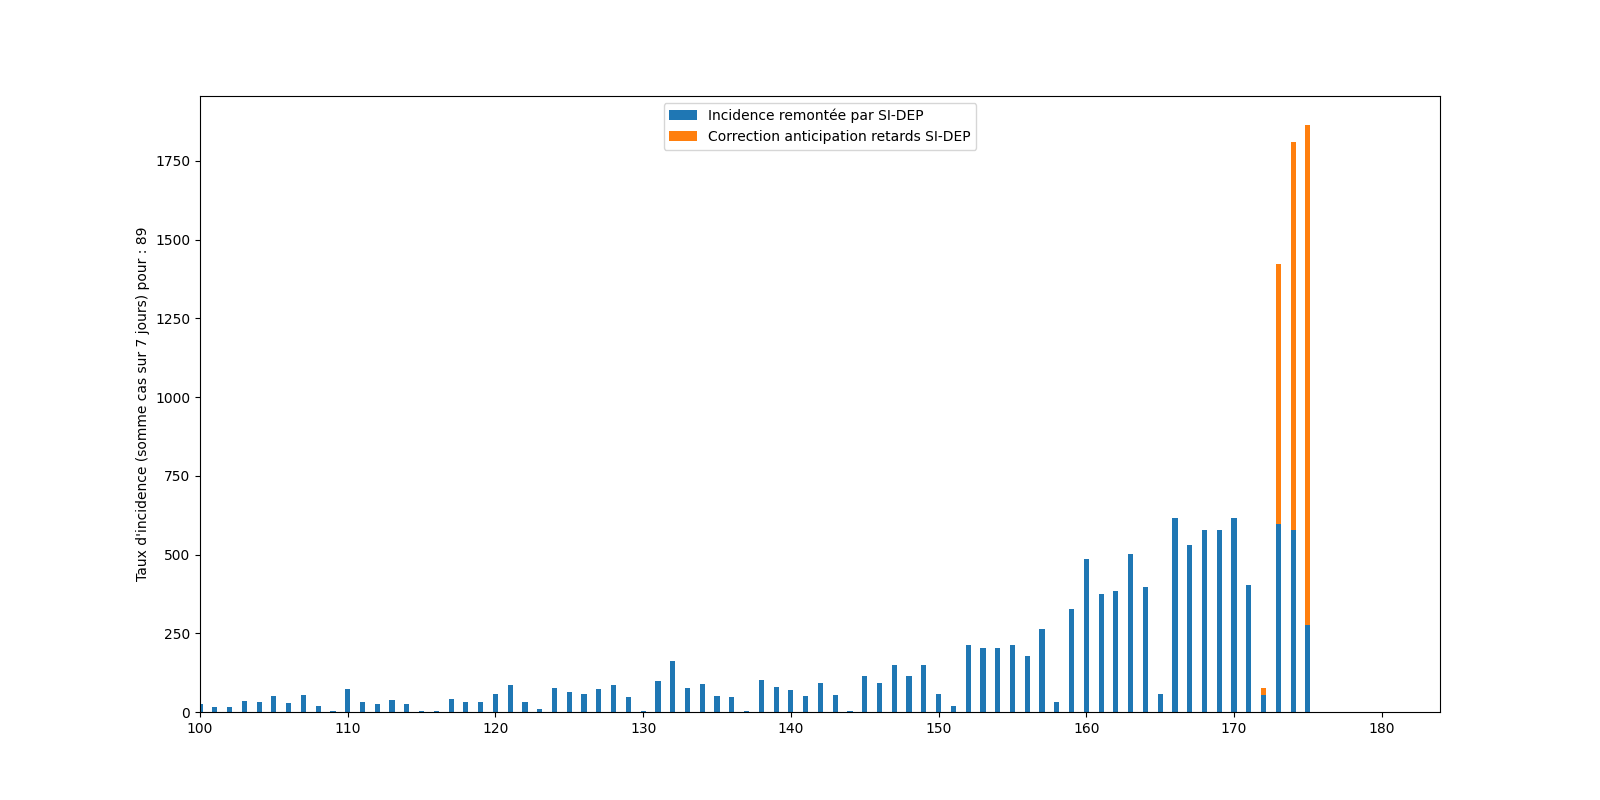 Incidence remontée par SI-DEP
Correction anticipation retards SI-DEP
Taux d'incidence (somme cas sur 7 jours) pour : 89
1750
1500
1250
1000
750
500
250
0
100 110 120 130 140 150 160 170 180